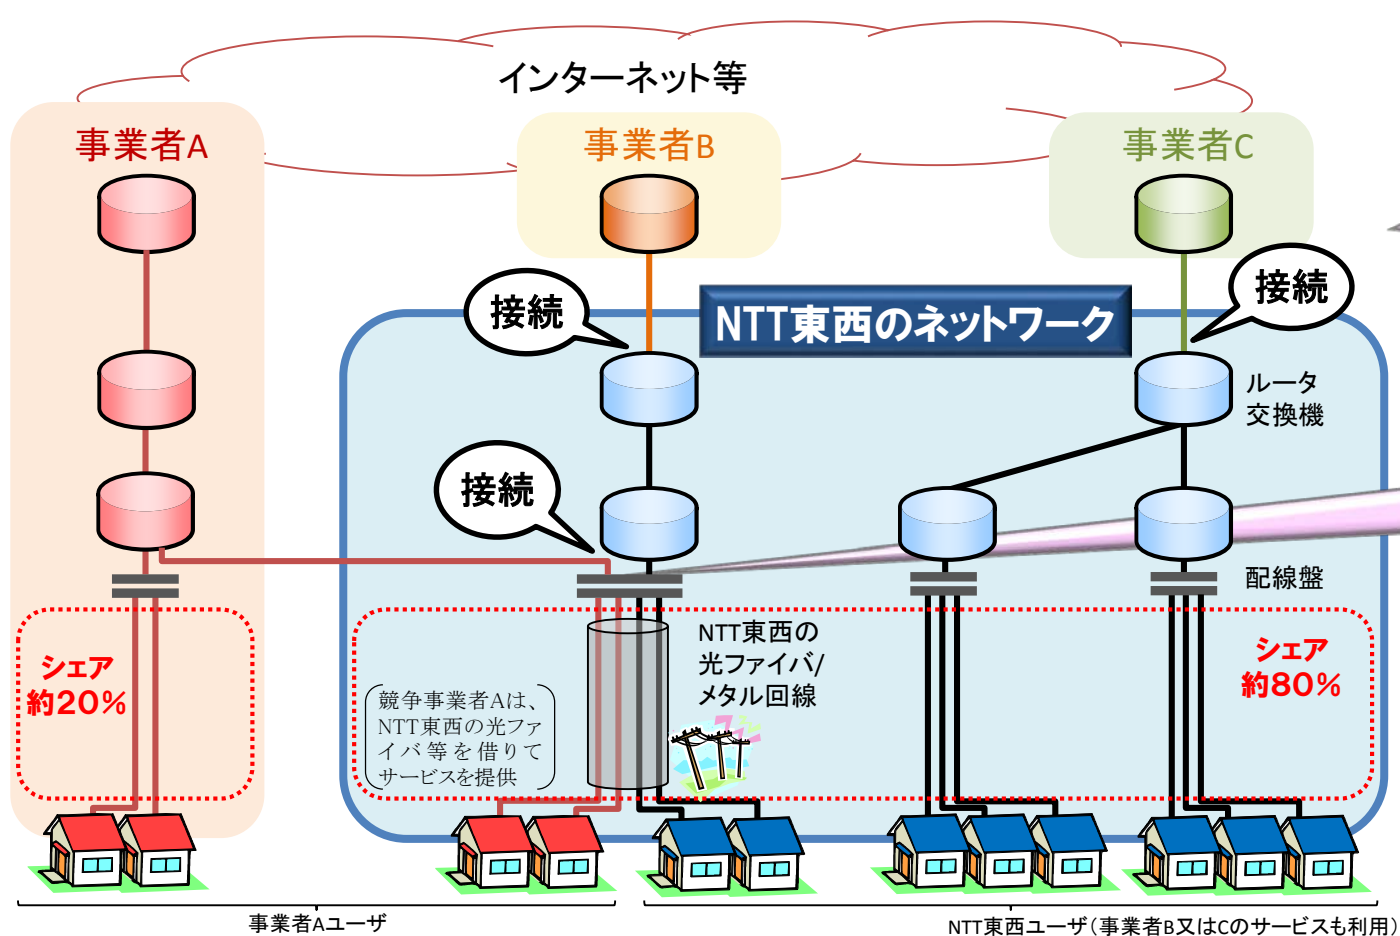 インターネット等
事業者A
事業者B
事業者C
接続
接続
NTT東西のネットワーク
ルータ
交換機
接続
配線盤
シェア
約20%
NTT東西の
光ファイバ/
メタル回線
シェア
約80%
競争事業者Aは、
NTT東西の光ファ
イバ等を借りて
サービスを提供
事業者Aユーザ
NTT東西ユーザ（事業者B又はCのサービスも利用）